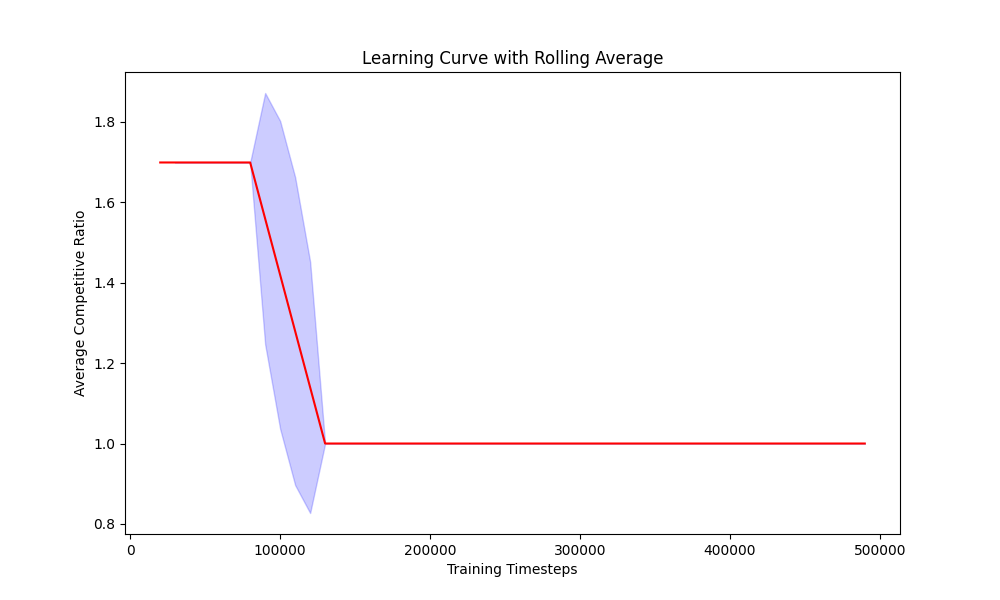 Learning Curve with Rolling Average
Average Competitive Ratio
1.8
1.6
1.4
1.2
1.0
0.8
0 100000 200000 300000 400000 500000
Training Timesteps